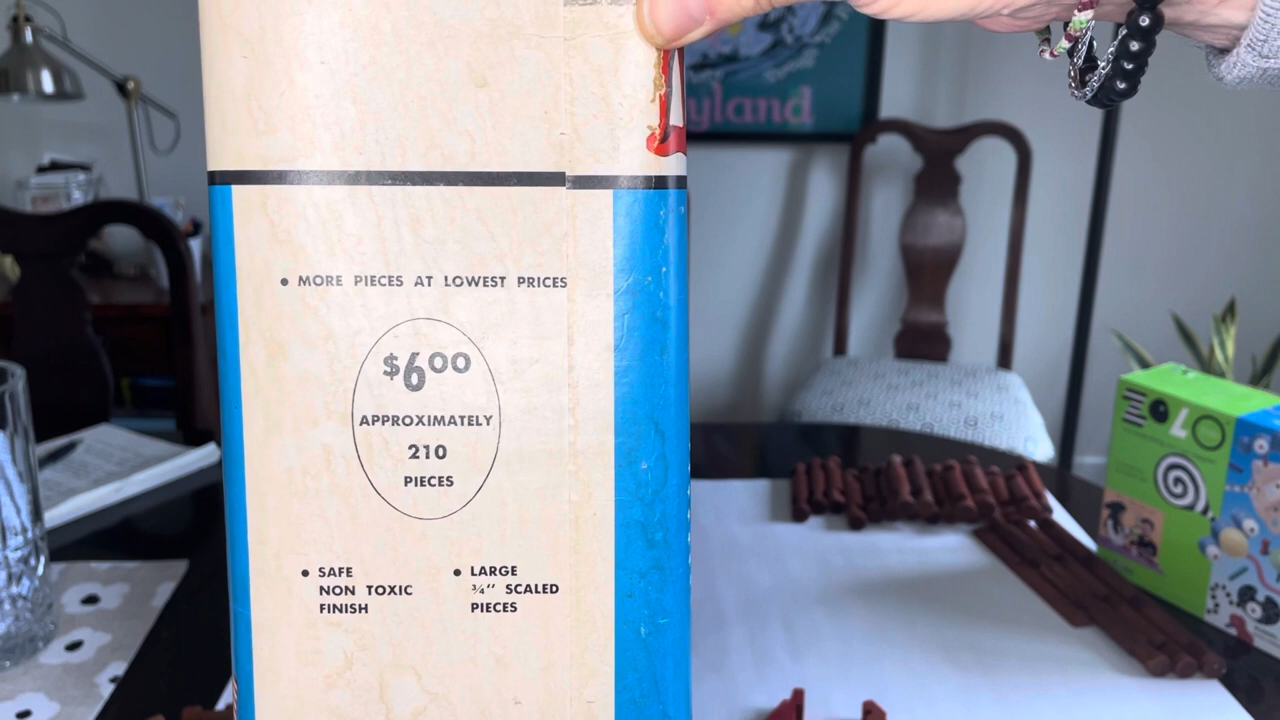 yland
• MORE PIECES AT LOWEST PRICES
$6.00
APPROXIMATELY
210
PIECES
• SAFE
NON TOXIC
FINISH
• LARGE
¾" SCALED
PIECES
ZOLO